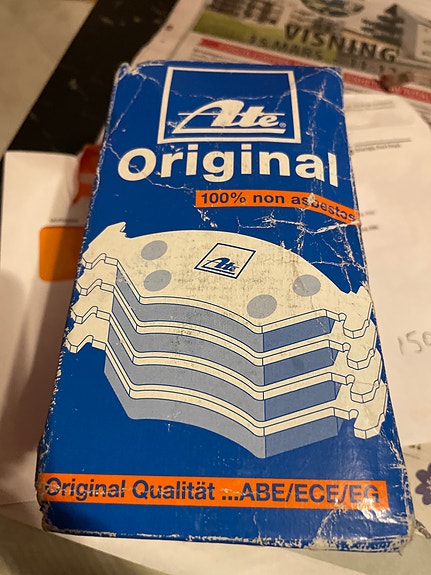 VISNING
Ate
Original
100% non asbestos
Ate
150
Original Qualität ...ABE/ECE/EG